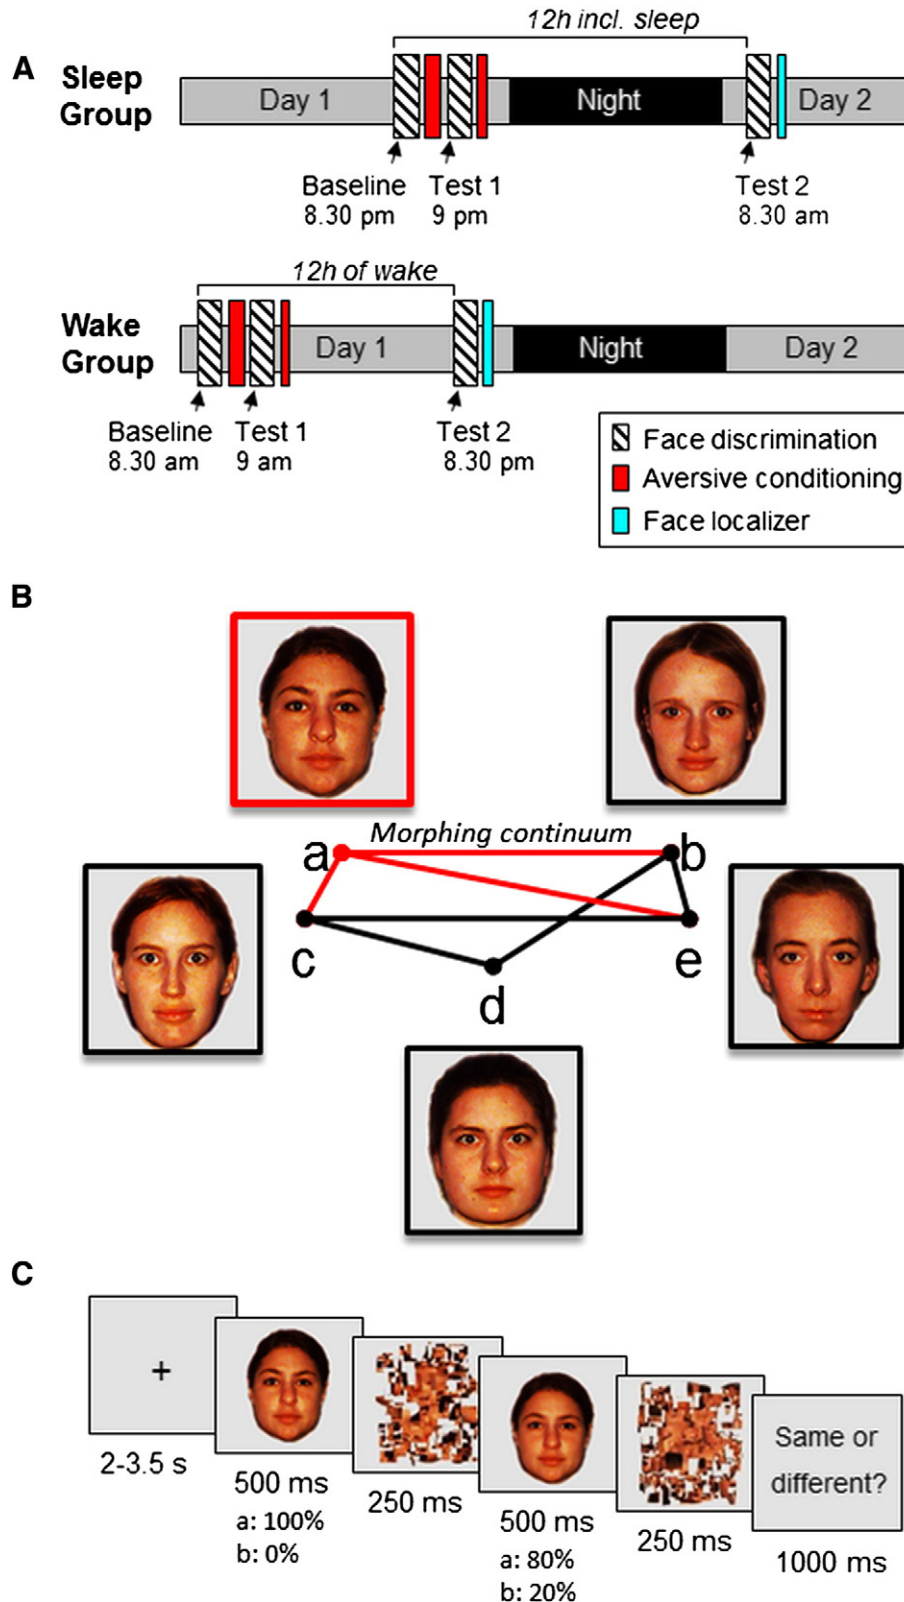 12h incl. sleep
A
Sleep
Group
Day 1
Night
Day 2
Baseline
8.30 pm
Test 1
9 pm
Test 2
8.30 am
12h of wake
Wake
Group
Day 1
Night
Day 2
Baseline
8.30 am
Test 1
9 am
Test 2
8.30 pm
Face discrimination
Aversive conditioning
Face localizer
B
Morphing continuum
a
b
c
d
e
C
+
2-3.5 s
500 ms
a: 100%
b: 0%
250 ms
500 ms
a: 80%
b: 20%
250 ms
Same or
different?
1000 ms